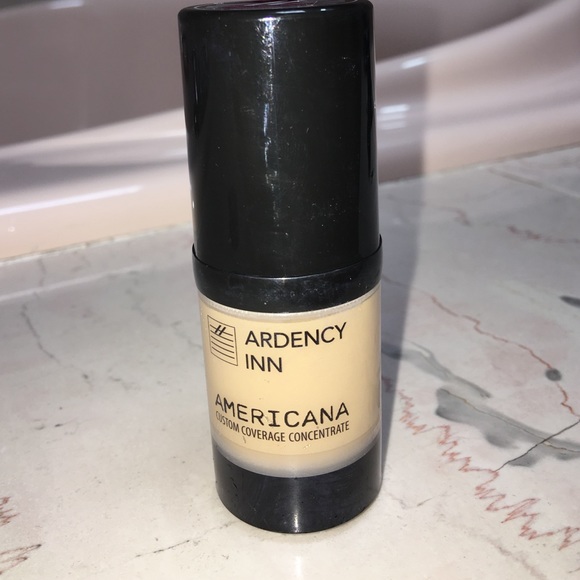 ARDENCY
INN
AMERICANA
CUSTOM COVERAGE CONCENTRATE